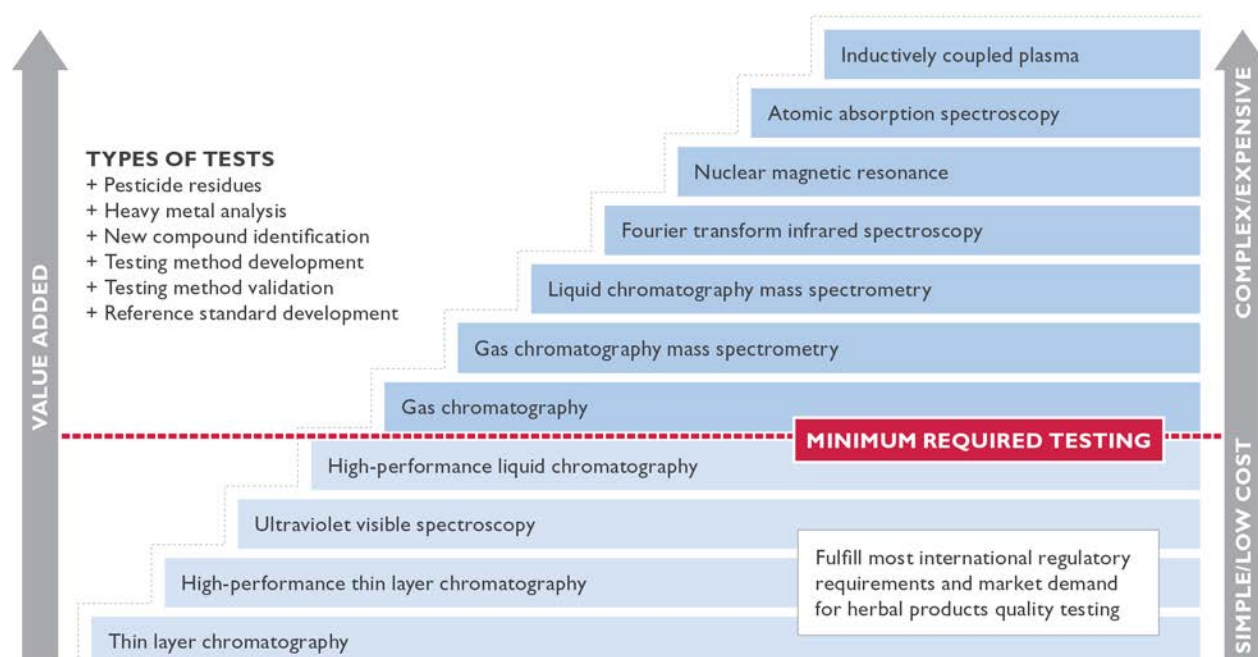 Inductively coupled plasma
Atomic absorption spectroscopy
TYPES OF TESTS
+ Pesticide residues
+ Heavy metal analysis
+ New compound identification
+ Testing method development
+ Testing method validation
+ Reference standard development
Nuclear magnetic resonance
Fourier transform infrared spectroscopy
Liquid chromatography mass spectrometry
Gas chromatography mass spectrometry
Gas chromatography
MINIMUM REQUIRED TESTING
High-performance liquid chromatography
Ultraviolet visible spectroscopy
High-performance thin layer chromatography
Thin layer chromatography
Fulfill most international regulatory
requirements and market demand
for herbal products quality testing
VALUE ADDED
COMPLEX/EXPENSIVE
SIMPLE/LOW COST